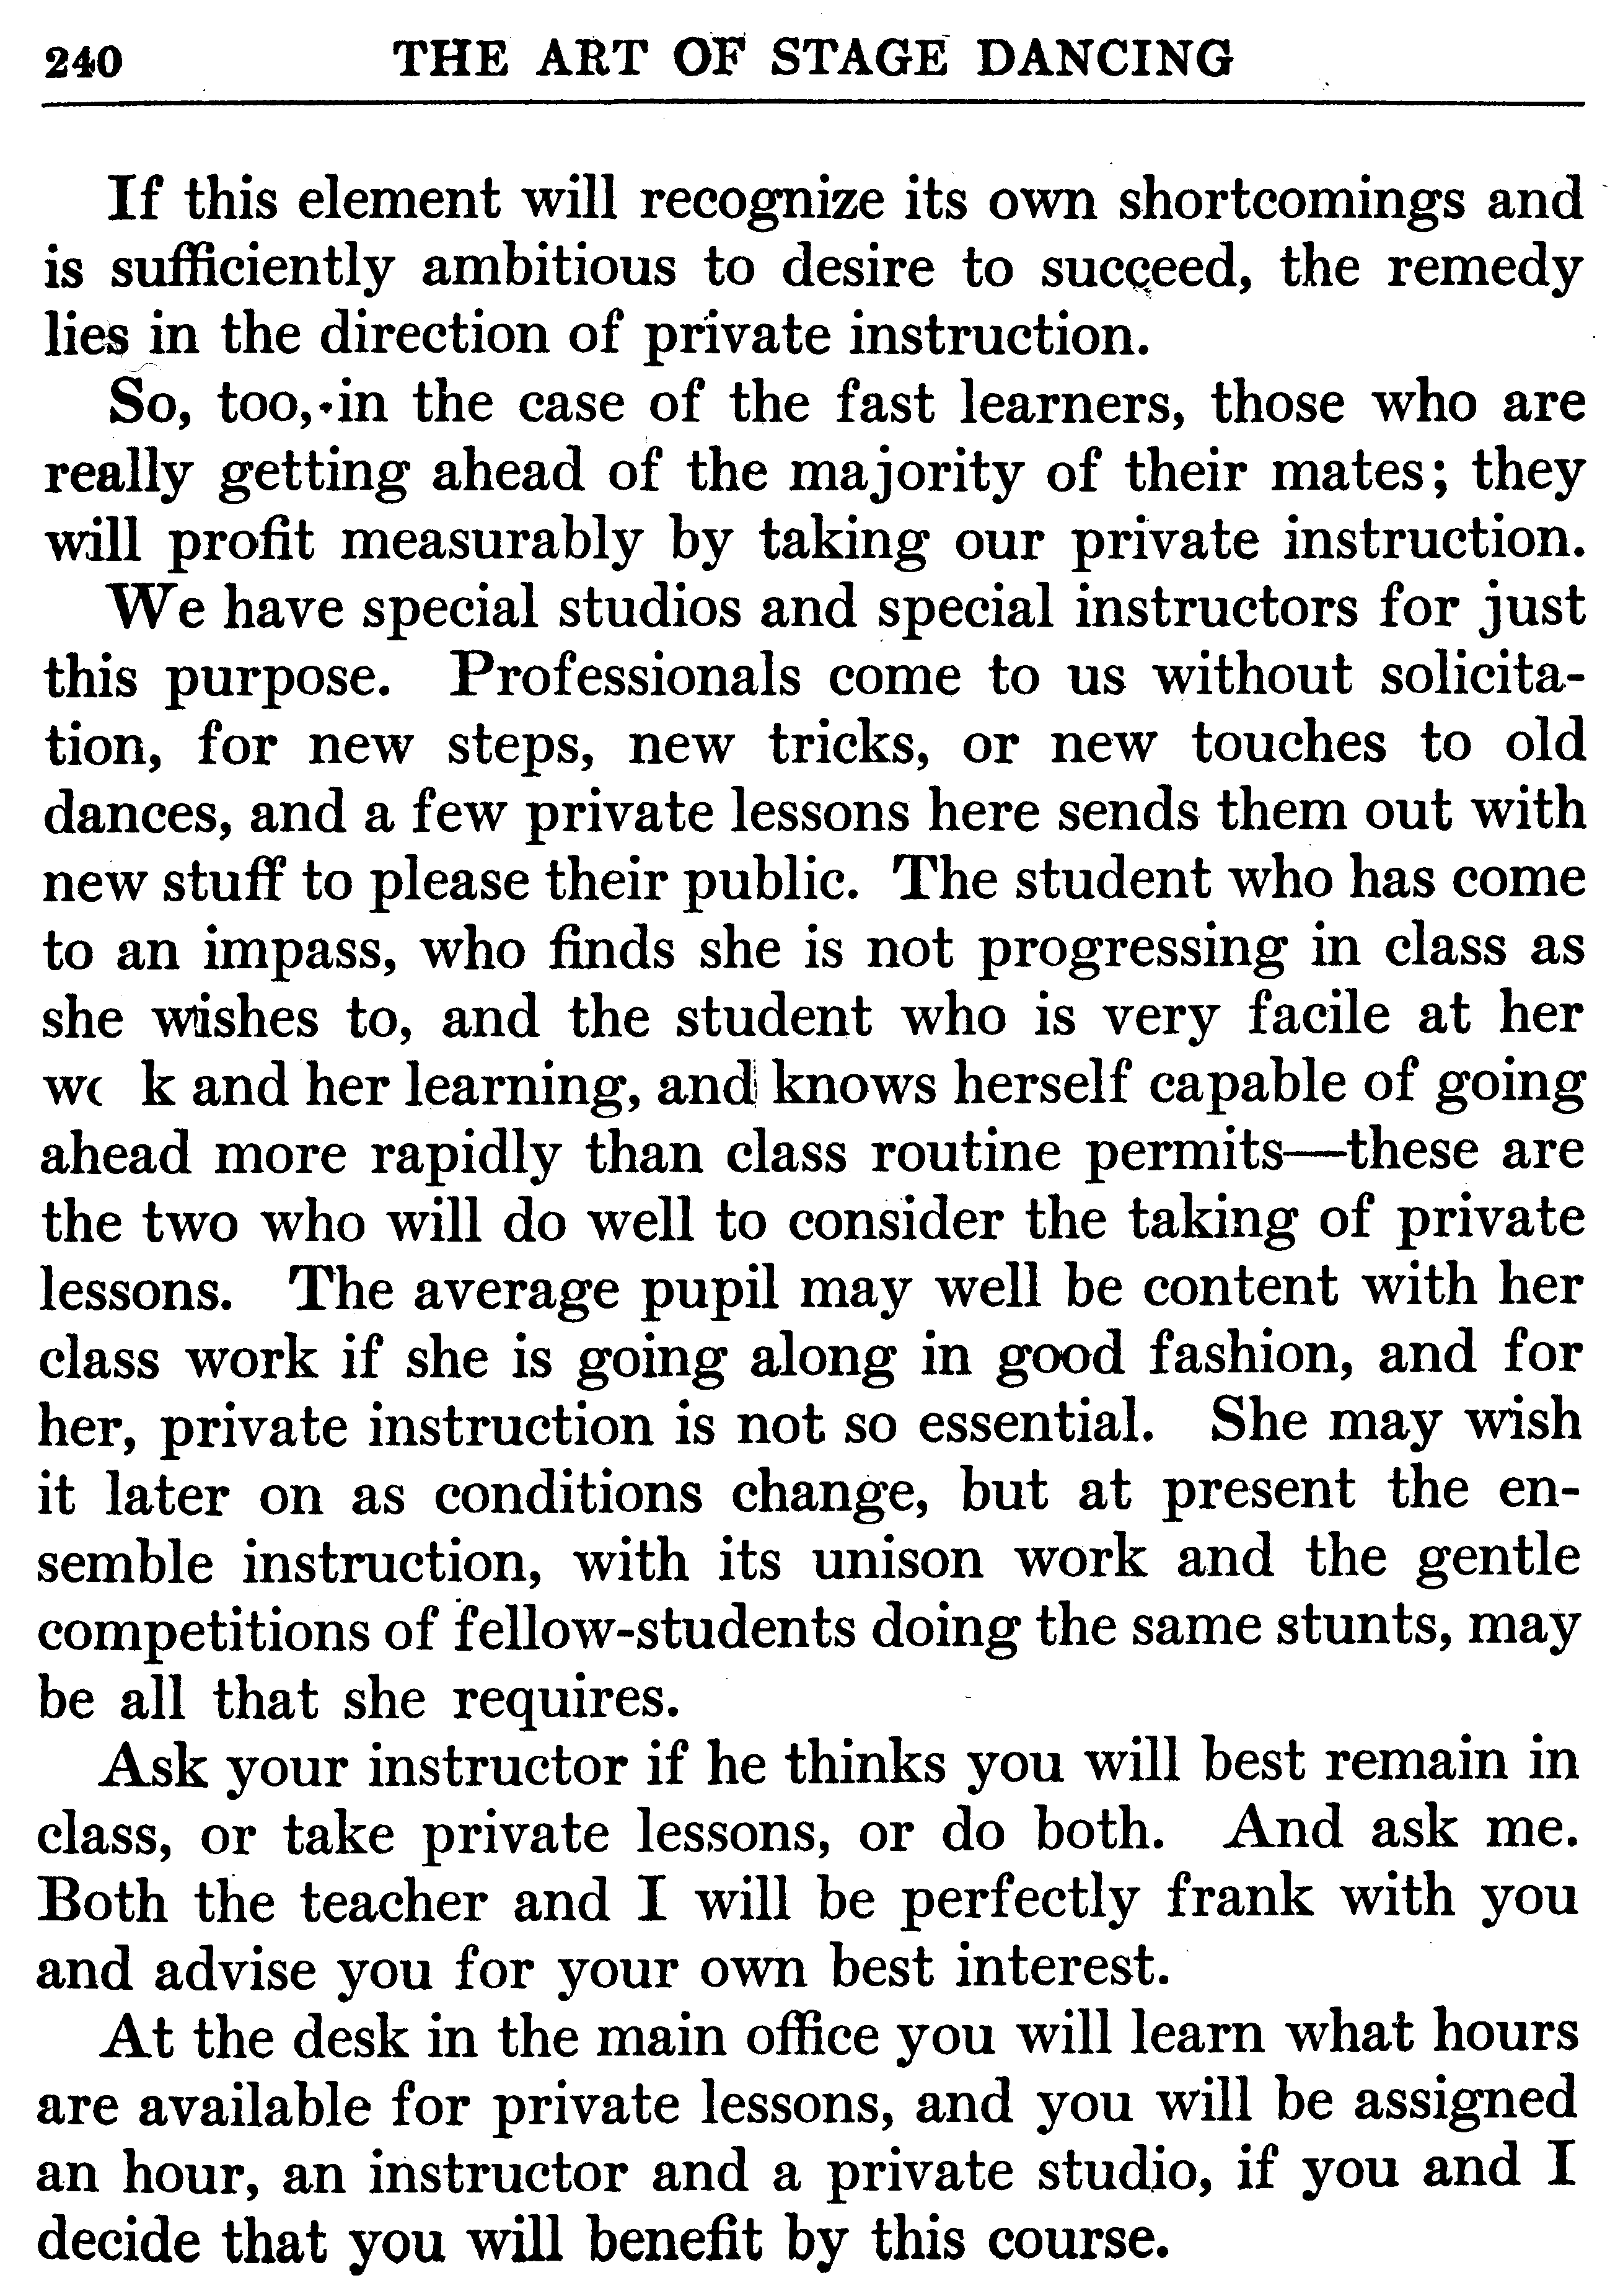 240 THE ART OF STAGE DANCING
If this element will recognize its own shortcomings and
is sufficiently ambitious to desire to succeed, the remedy
lies in the direction of private instruction.
So, too, in the case of the fast learners, those who are
really getting ahead of the majority of their mates; they
will profit measurably by taking our private instruction.
We have special studios and special instructors for just
this purpose. Professionals come to us without solicita-
tion, for new steps, new tricks, or new touches to old
dances, and a few private lessons here sends them out with
new stuff to please their public. The student who has come
to an impass, who finds she is not progressing in class as
she wishes to, and the student who is very facile at her
and her learning, and knows herself capable of going
ahead more rapidly than class routine permits—these are
the two who will do well to consider the taking of private
lessons. The average pupil may well be content with her
class work if she is going along in good fashion, and for
her, private instruction is not so essential. She may wish
it later on as conditions change, but at present the en-
semble instruction, with its unison work and the gentle
competitions of fellow-students doing the same stunts, may
be all that she requires.
Ask your instructor if he thinks you will best remain in
class, or take private lessons, or do both. And ask me.
Both the teacher and I will be perfectly frank with you
and advise you for your own best interest.
At the desk in the main office you will learn what hours
are available for private lessons, and you will be assigned
an hour, an instructor and a private studio, if you and I
decide that you will benefit by this course.